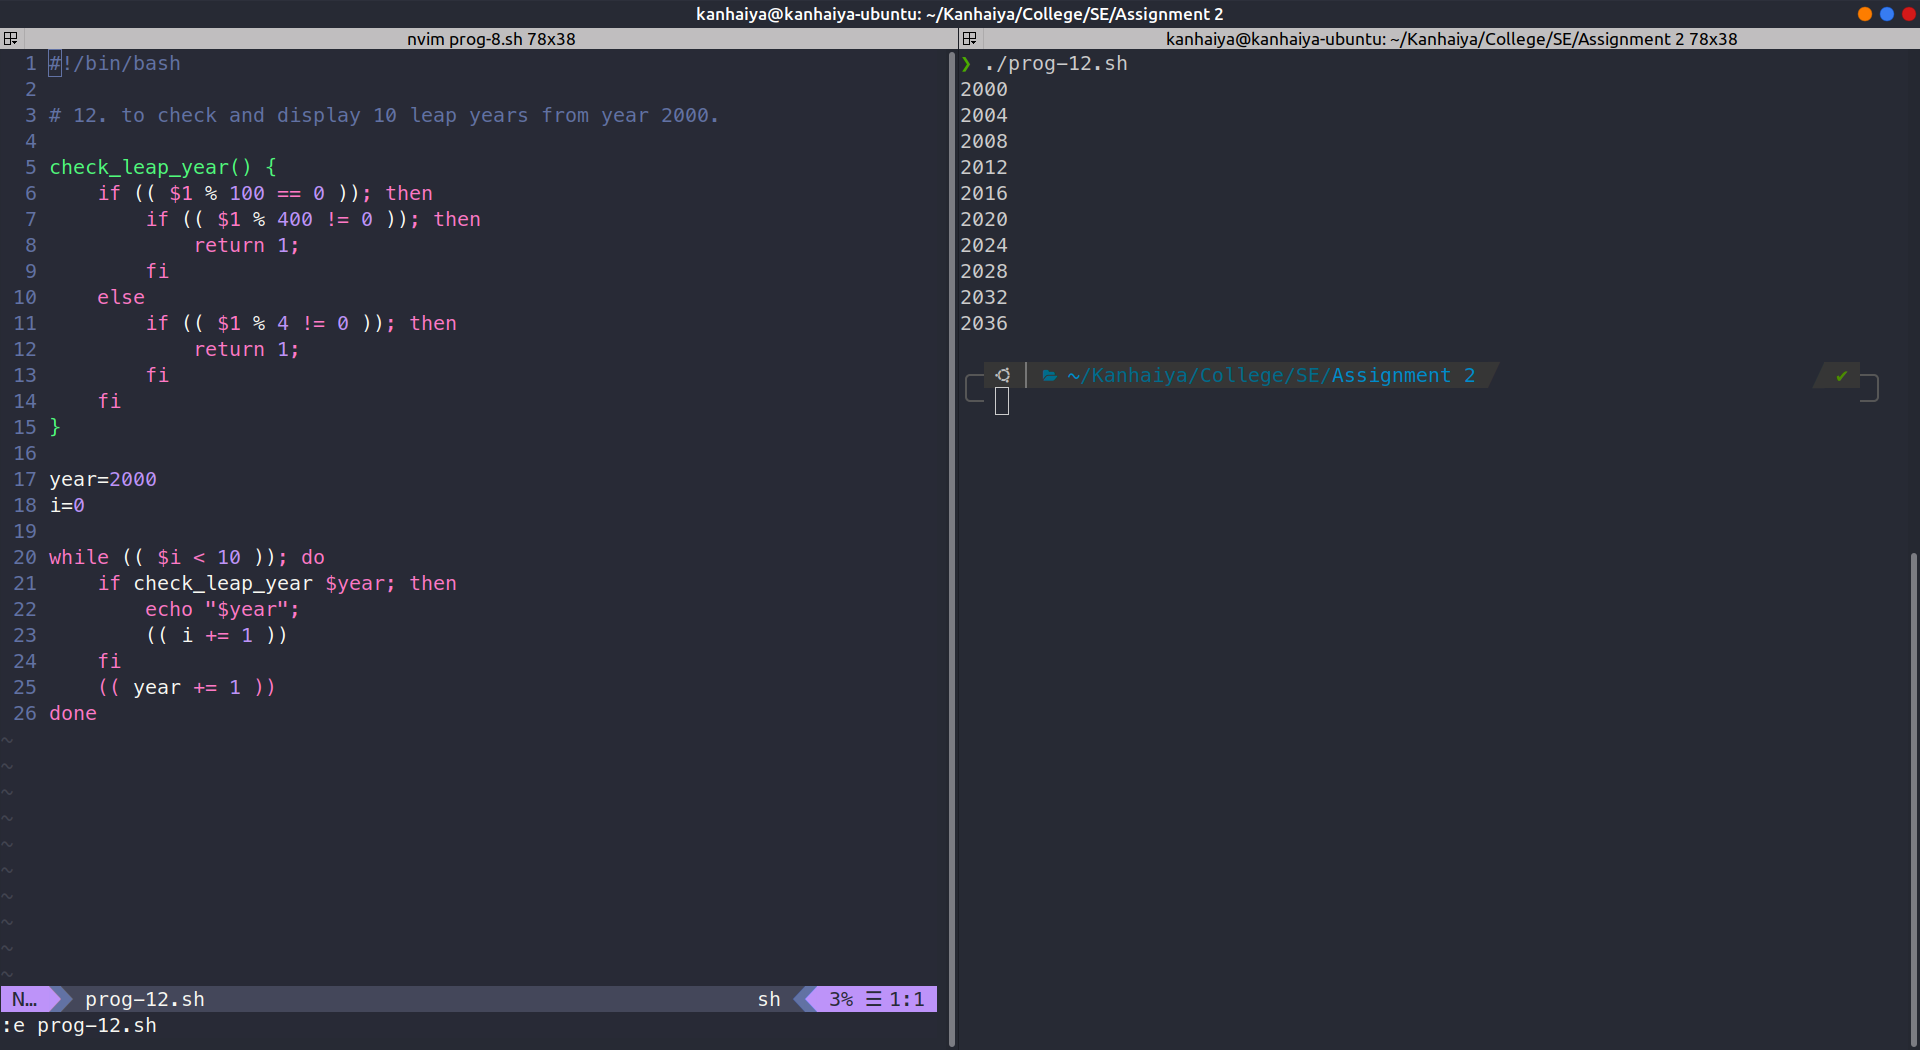 kanhaiya@kanhaiya-ubuntu: ~/Kanhaiya/College/SE/Assignment 2
nvim prog-8.sh 78x38
1 #!/bin/bash
2
3 # 12. to check and display 10 leap years from year 2000.
4
5 check_leap_year() {
6     if (( $1 % 100 == 0 )); then
7         if (( $1 % 400 != 0 )); then
8             return 1;
9         fi
10     else
11         if (( $1 % 4 != 0 )); then
12             return 1;
13         fi
14     fi
15 }
16
17 year=2000
18 i=0
19
20 while (( $i < 10 )); do
21     if check_leap_year $year; then
22         echo "$year";
23         (( i += 1 ))
24     fi
25     (( year += 1 ))
26 done
~
~
~
~
~
~
~
~
~
~
N… prog-12.sh sh 3% ☰ 1:1
:e prog-12.sh
kanhaiya@kanhaiya-ubuntu: ~/Kanhaiya/College/SE/Assignment 2 78x38
❯ ./prog-12.sh
2000
2004
2008
2012
2016
2020
2024
2028
2032
2036
~/Kanhaiya/College/SE/Assignment 2 ✔